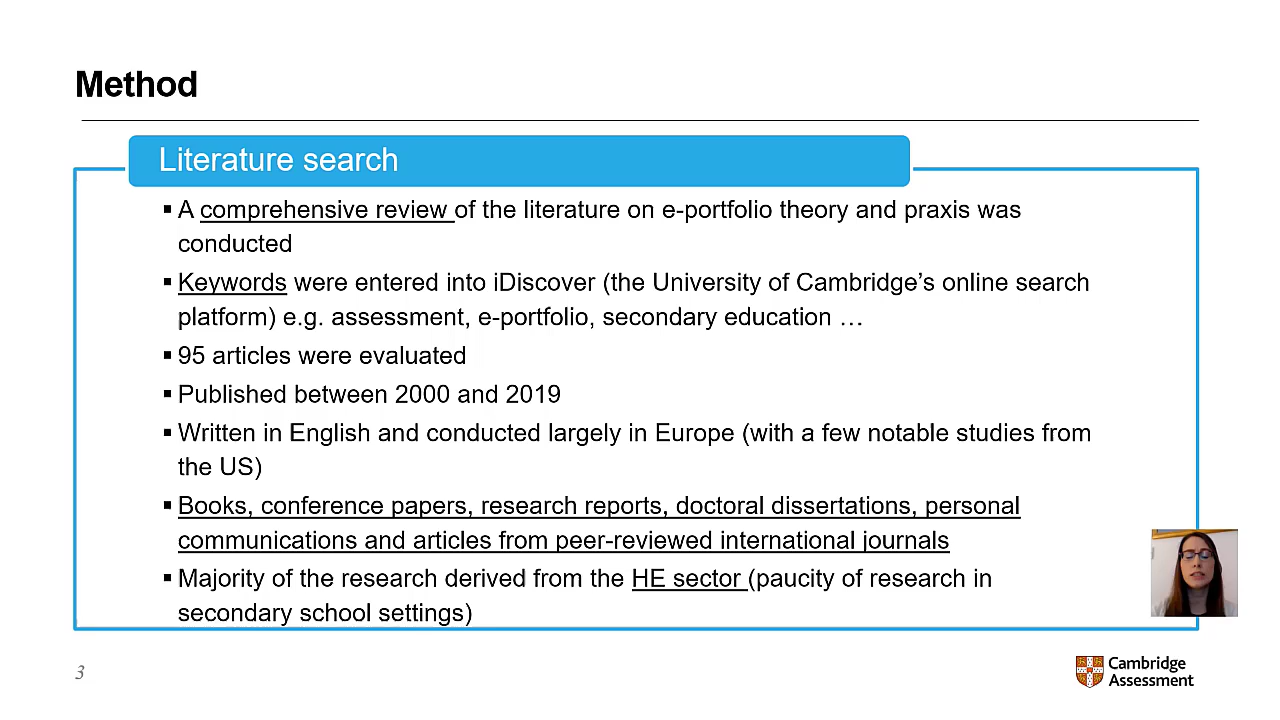 Method
Literature search
▪ A comprehensive review of the literature on e-portfolio theory and praxis was
conducted
▪ Keywords were entered into iDiscover (the University of Cambridge’s online search
platform) e.g. assessment, e-portfolio, secondary education …
▪ 95 articles were evaluated
▪ Published between 2000 and 2019
▪ Written in English and conducted largely in Europe (with a few notable studies from
the US)
▪ Books, conference papers, research reports, doctoral dissertations, personal
communications and articles from peer-reviewed international journals
▪ Majority of the research derived from the HE sector (paucity of research in
secondary school settings)
3
Cambridge
Assessment